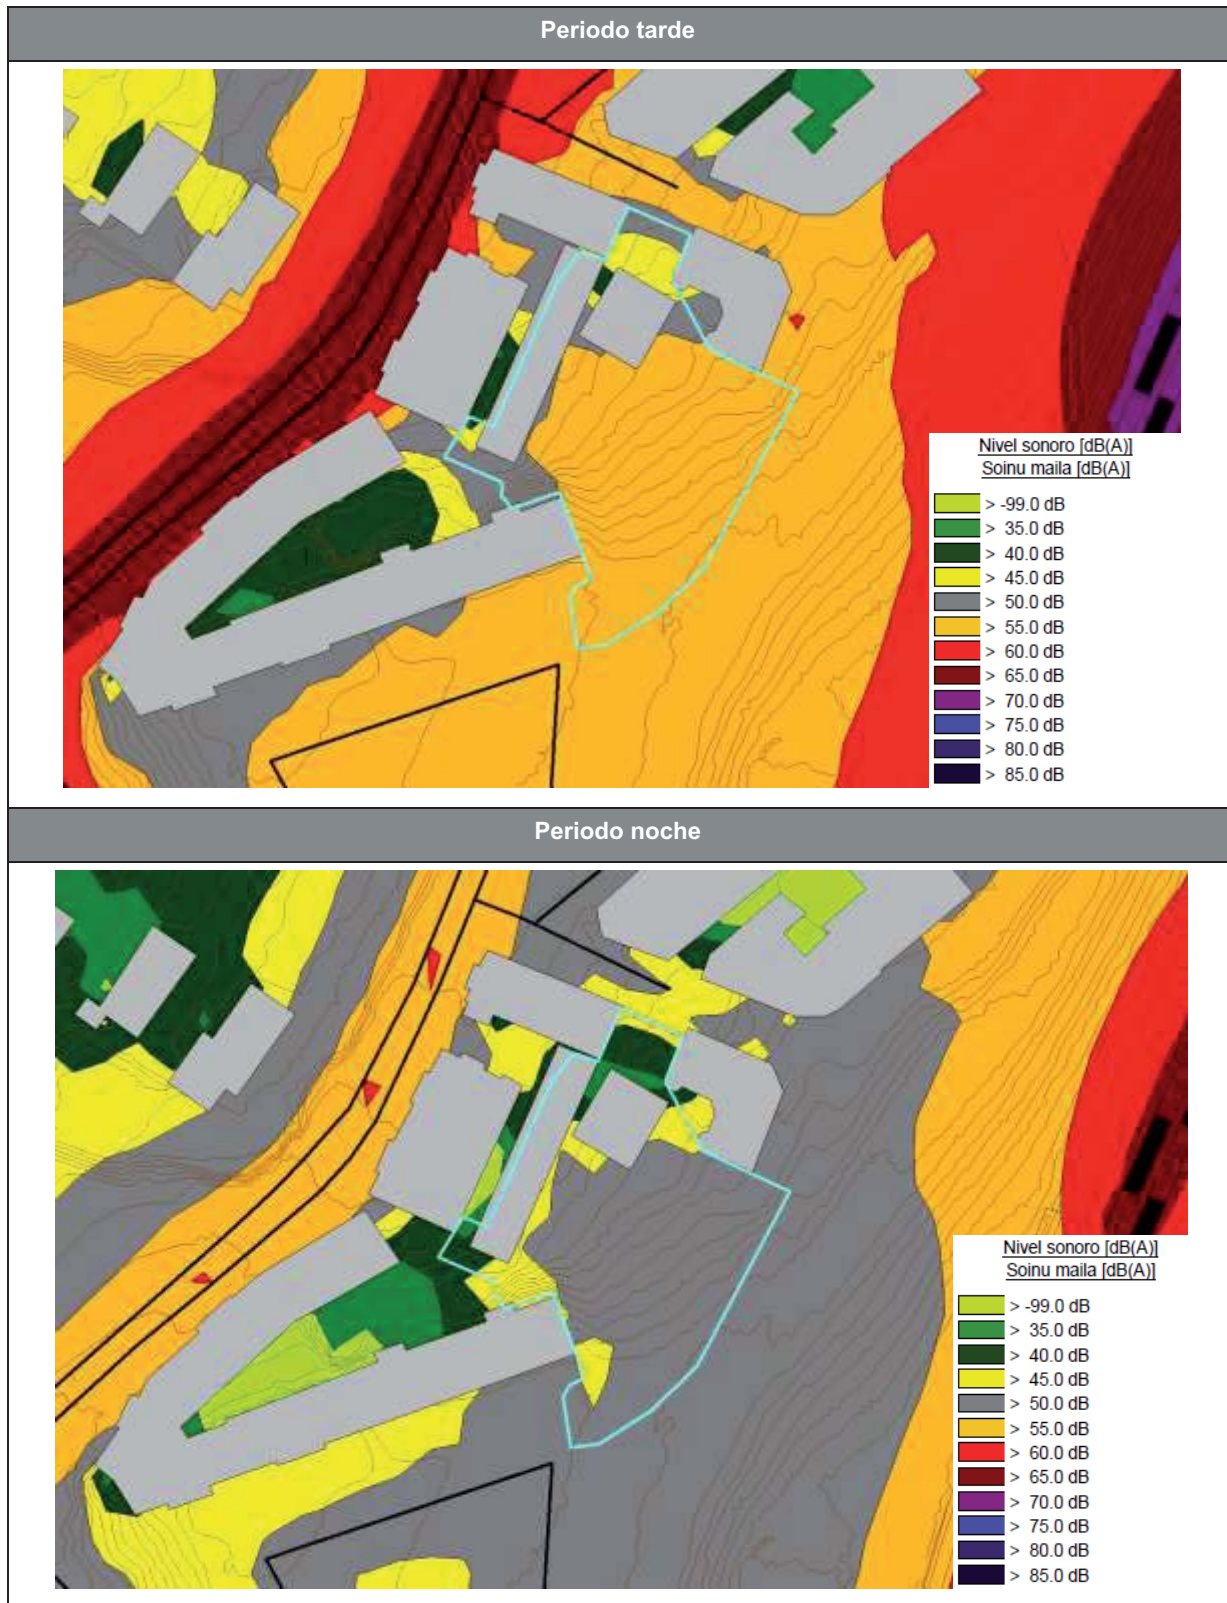 Periodo tarde
Nivel sonoro [dB(A)]
Soinu maila [dB(A)]
> -99.0 dB
> 35.0 dB
> 40.0 dB
> 45.0 dB
> 50.0 dB
> 55.0 dB
> 60.0 dB
> 65.0 dB
> 70.0 dB
> 75.0 dB
> 80.0 dB
> 85.0 dB
Periodo noche
Nivel sonoro [dB(A)]
Soinu maila [dB(A)]
> -99.0 dB
> 35.0 dB
> 40.0 dB
> 45.0 dB
> 50.0 dB
> 55.0 dB
> 60.0 dB
> 65.0 dB
> 70.0 dB
> 75.0 dB
> 80.0 dB
> 85.0 dB